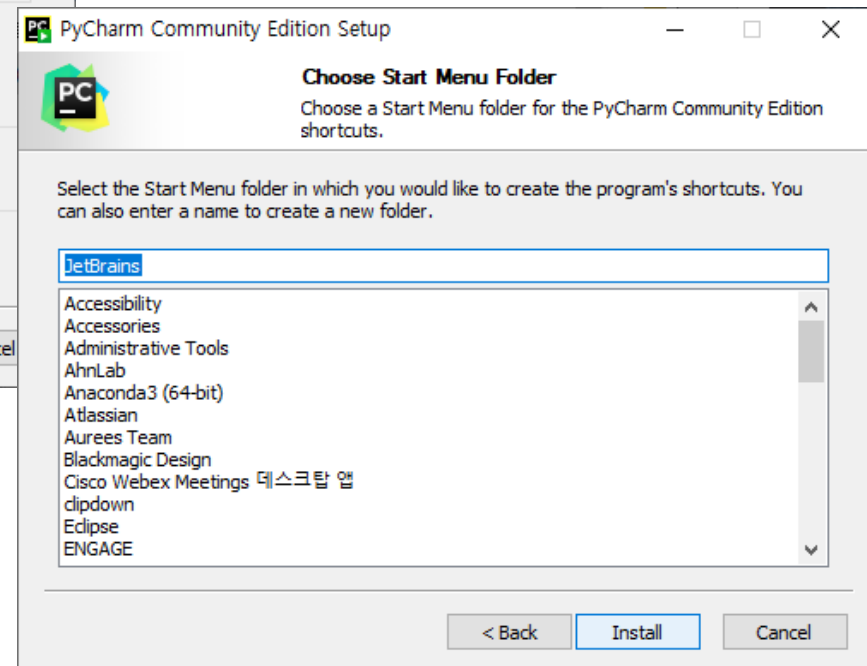 PC
PyCharm Community Edition Setup
PC
Choose Start Menu Folder
Choose a Start Menu folder for the PyCharm Community Edition
shortcuts.
Select the Start Menu folder in which you would like to create the program's shortcuts. You
can also enter a name to create a new folder.
JetBrains
Accessibility
Accessories
Administrative Tools
AhnLab
Anaconda3 (64-bit)
Atlassian
Aurees Team
Blackmagic Design
Cisco Webex Meetings 데스크탑 앱
clipdown
Eclipse
ENGAGE
< Back
Install
Cancel